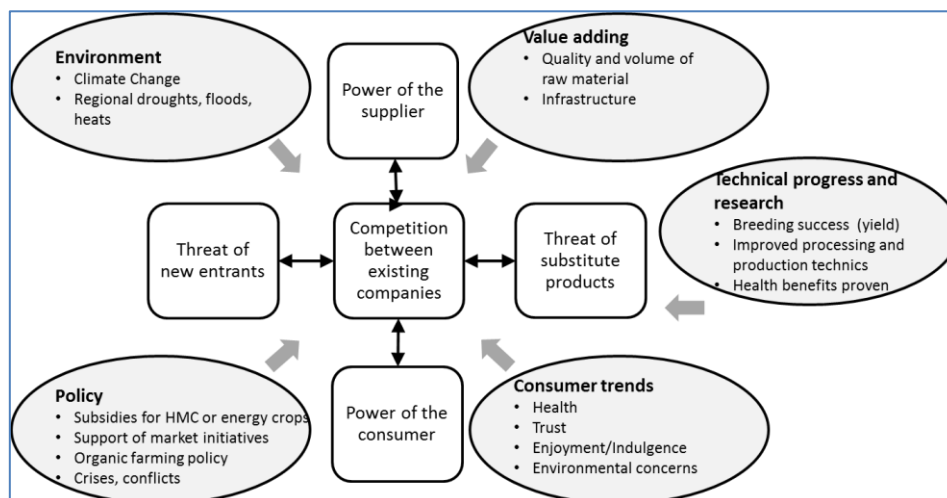 Environment
Climate Change
Regional droughts, floods,
heats
Power of the
supplier
Value adding
Quality and volume of
raw material
Infrastructure
Threat of
new entrants
Competition
between
existing
companies
Threat of
substitute
products
Technical progress and
research
Breeding success (yield)
Improved processing and
production technics
Health benefits proven
Policy
Subsidies for HMC or energy crops
Support of market initiatives
Organic farming policy
Crises, conflicts
Power of the
consumer
Consumer trends
Health
Trust
Enjoyment/Indulgence
Environmental concerns